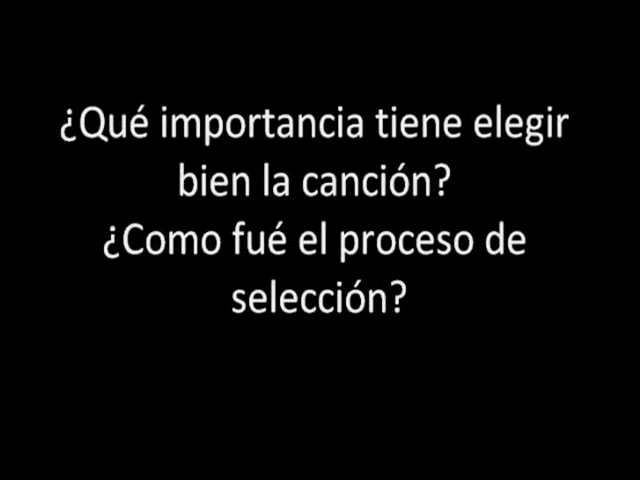 ¿Qué importancia tiene elegir
bien la canción?
¿Como fué el proceso de
selección?